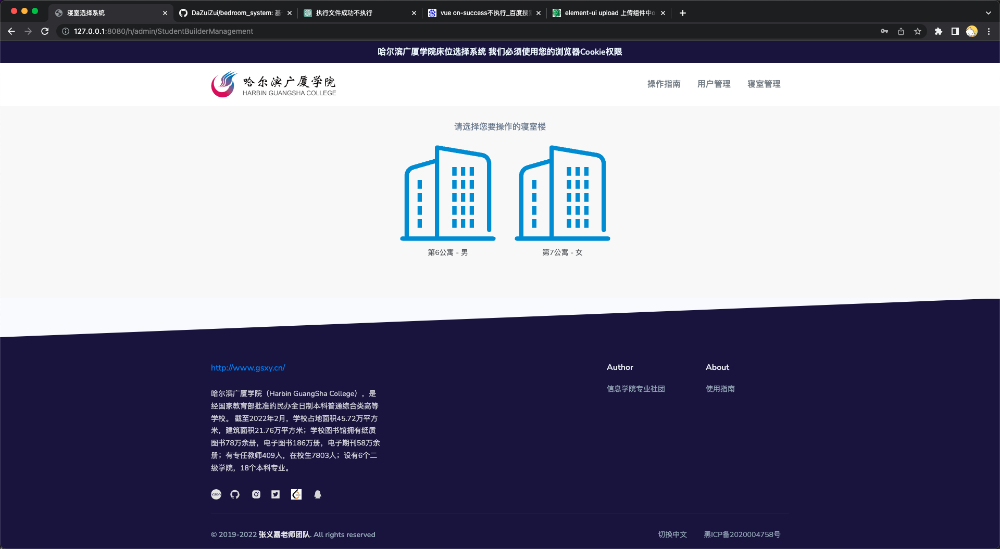 寝室选择系统
DaZuiZui/bedroom_system: 基
执行文件成功不执行
vue on-success不执行_百度搜
element-ui upload 上传组件中o
127.0.0.1:8080/h/admin/StudentBuilderManagement
哈尔滨广厦学院床位选择系统 我们必须使用您的浏览器Cookie权限
哈尔滨广厦学院
HARBIN GUANGSHA COLLEGE
操作指南
用户管理
寝室管理
请选择您要操作的寝室楼
第6公寓 - 男
第7公寓 - 女
http://www.gsxy.cn/
Author
About
信息学院专业社团
使用指南
哈尔滨广厦学院（Harbin GuangSha College），是
经国家教育部批准的民办全日制本科普通综合类高等
学校。 截至2022年2月，学校占地面积45.72万平方
米，建筑面积21.76万平方米；学校图书馆拥有纸质
图书78万余册，电子图书186万册，电子期刊58万余
册；有专任教师409人，在校生7803人；设有6个二
级学院，18个本科专业。
CSDN
© 2019-2022 张义嘉老师团队. All rights reserved
切换中文
黑ICP备2020004758号